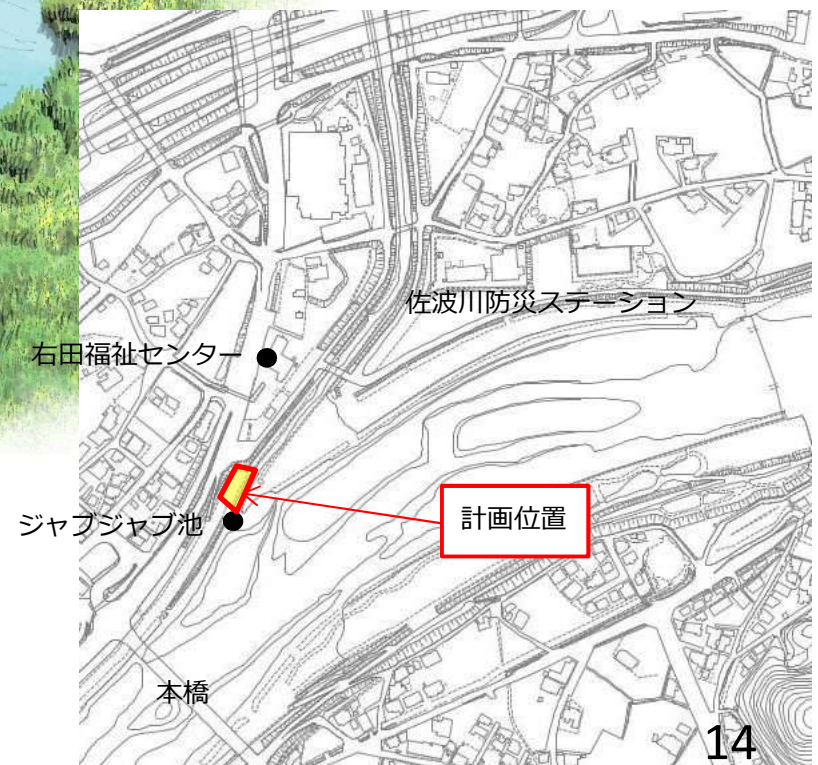 佐波川防災ステーション
右田福祉センター
ジャブジャブ池
計画位置
本橋
14